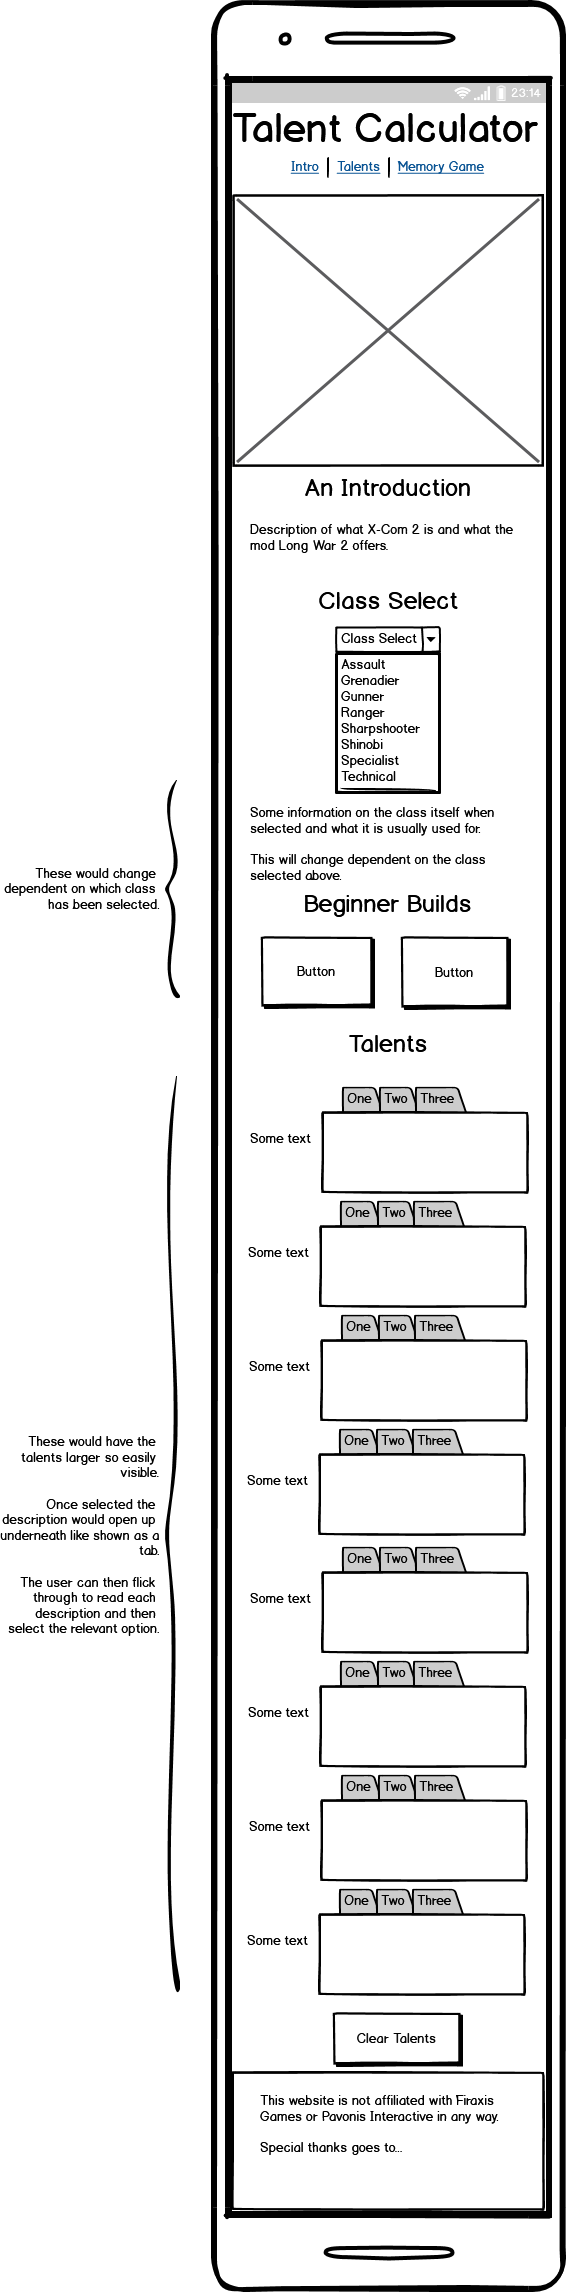 23:14
Talent Calculator
Intro | Talents | Memory Game
An Introduction
Description of what X-Com 2 is and what the
mod Long War 2 offers.
Class Select
Class Select
Assault
Grenadier
Gunner
Ranger
Sharpshooter
Shinobi
Specialist
Technical
Some information on the class itself when
selected and what it is usually used for.
This will change dependent on the class
selected above.
These would change
dependent on which class
has been selected.
Beginner Builds
Button
Button
Talents
One Two Three
Some text
One Two Three
Some text
One Two Three
Some text
One Two Three
Some text
These would have the
talents larger so easily
visible.
Once selected the
description would open up
underneath like shown as a
tab.
The user can then flick
through to read each
description and then
select the relevant option.
One Two Three
Some text
One Two Three
Some text
One Two Three
Some text
One Two Three
Some text
Clear Talents
This website is not affiliated with Firaxis
Games or Pavonis Interactive in any way.
Special thanks goes to...